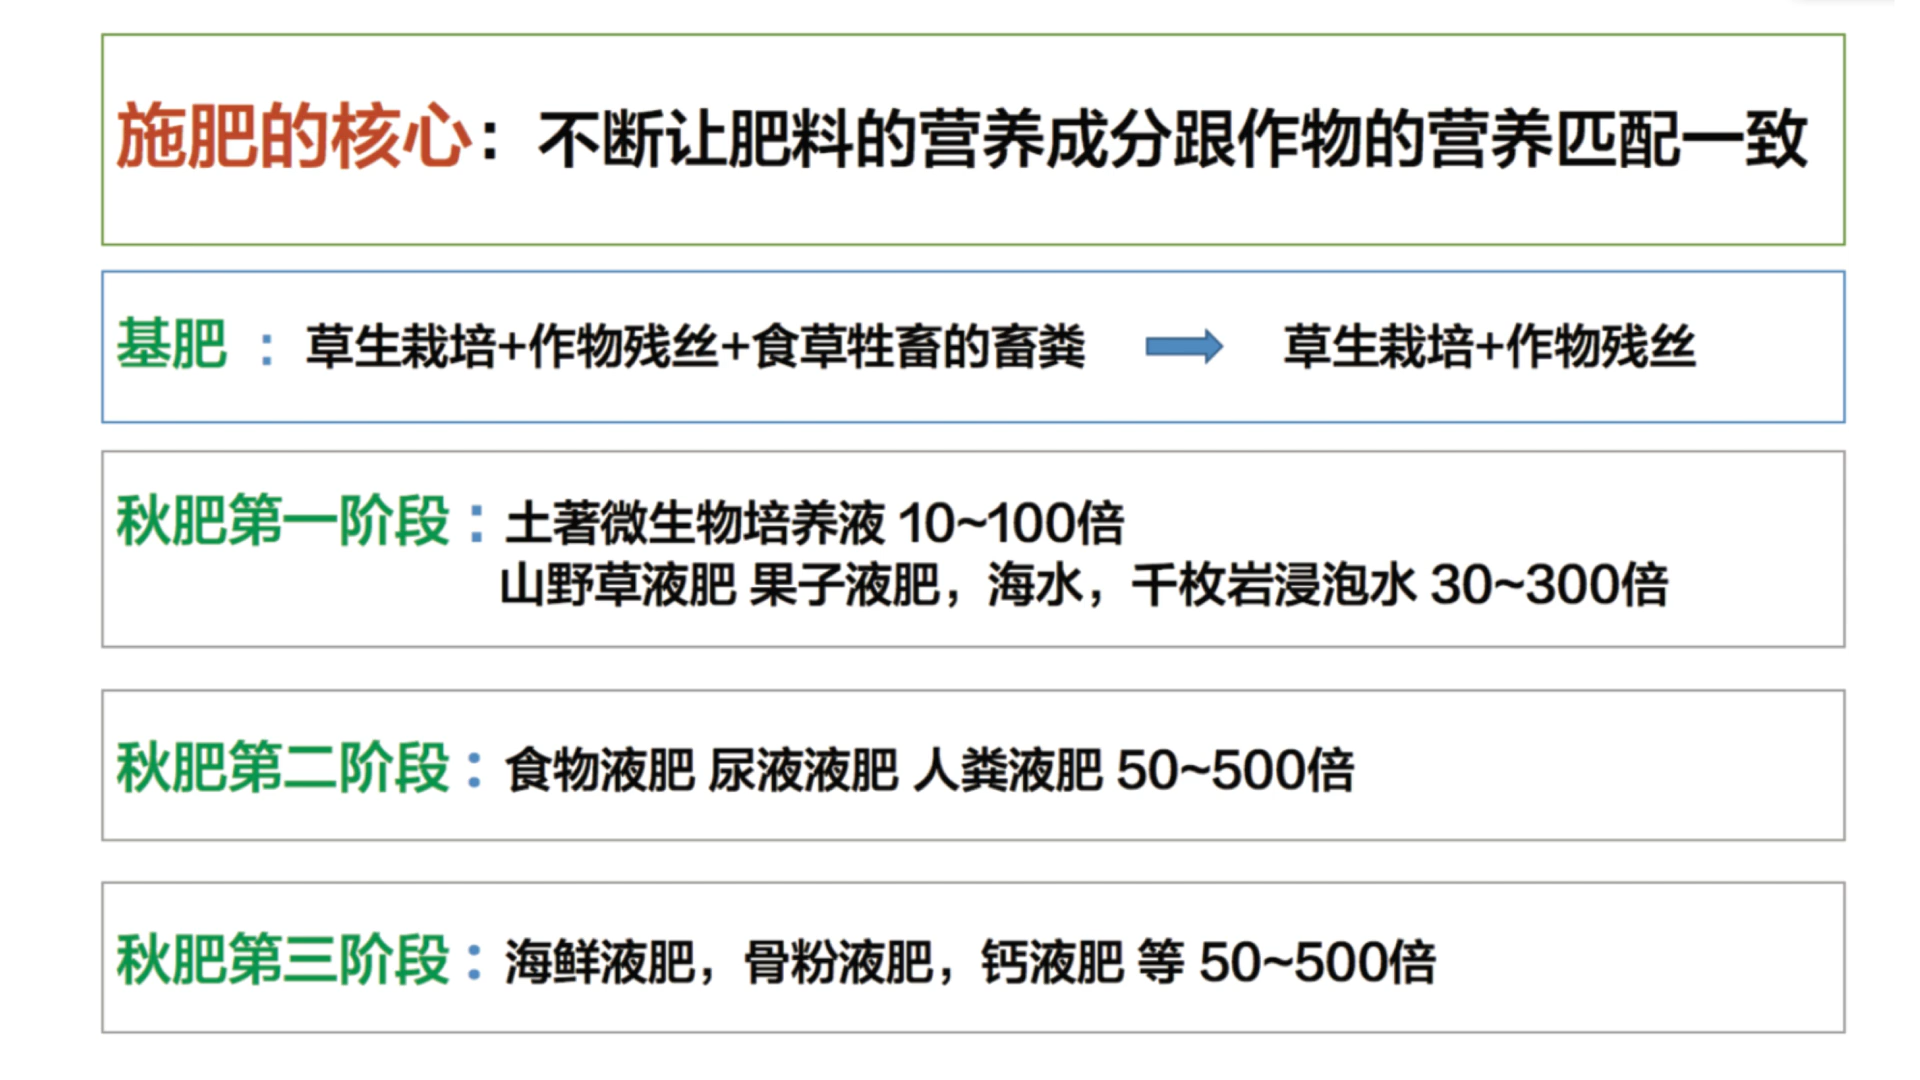 施肥的核心：不断让肥料的营养成分跟作物的营养匹配一致
基肥 ： 草生栽培+作物残丝+食草牲畜的畜粪 草生栽培+作物残丝
秋肥第一阶段：土著微生物培养液 10~100倍
山野草液肥 果子液肥，海水，千枚岩浸泡水 30~300倍
秋肥第二阶段：食物液肥 尿液液肥 人粪液肥 50~500倍
秋肥第三阶段：海鲜液肥，骨粉液肥，钙液肥 等 50~500倍